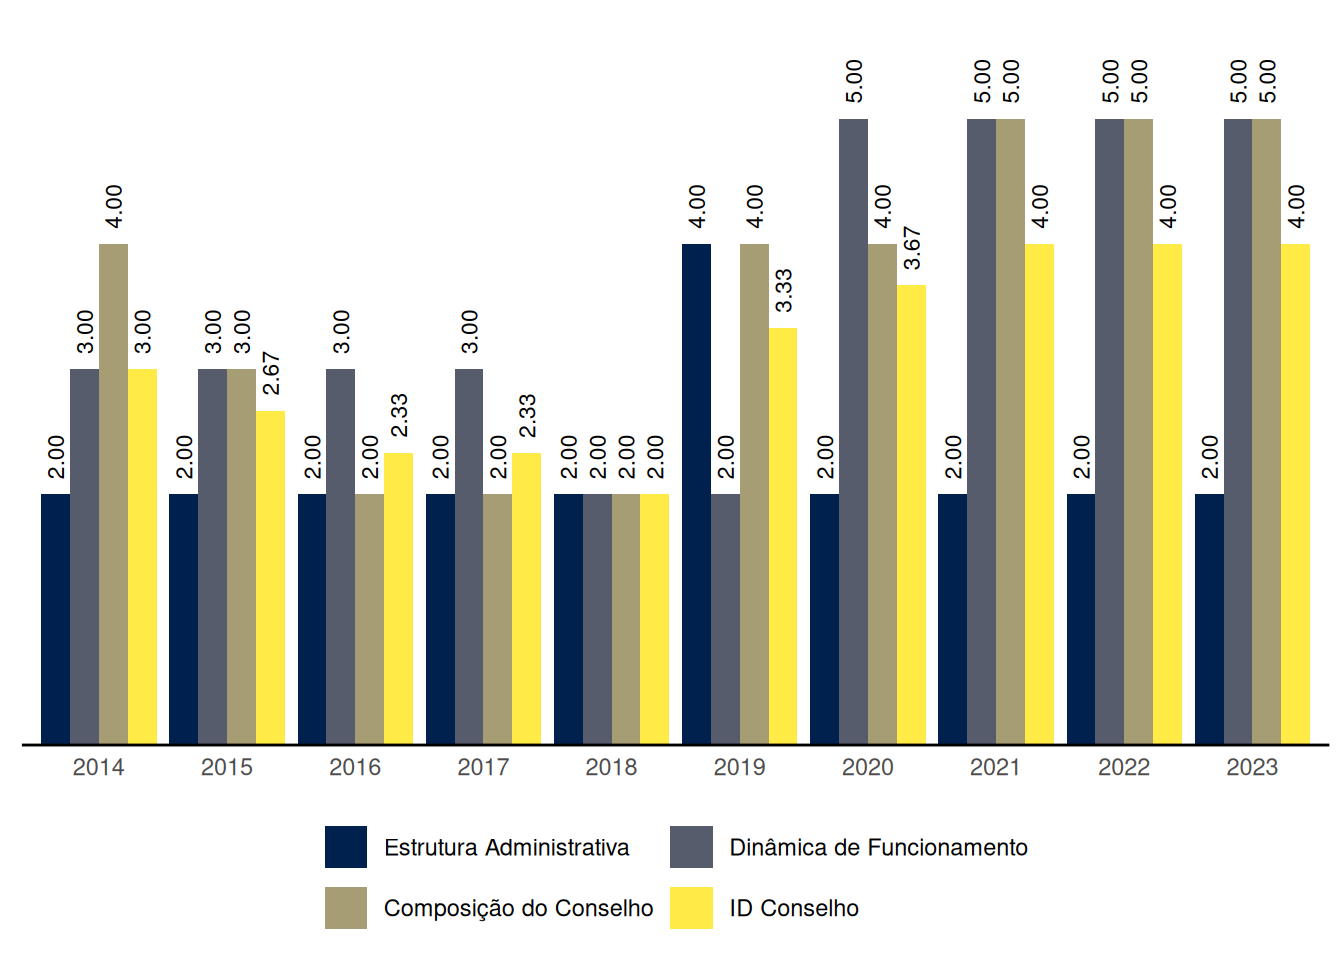 5.00 5.00 5.00 5.00 5.00 5.00 5.00
4.00 4.00 4.00 4.00 4.00 4.00 4.00
3.67
3.33
3.00 3.00 3.00 3.00 3.00 3.00
2.67
2.33 2.33
2.00 2.00 2.00 2.00 2.00 2.00 2.00 2.00 2.00 2.00 2.00 2.00 2.00 2.00 2.00
2014 2015 2016 2017 2018 2019 2020 2021 2022 2023
Estrutura Administrativa Dinâmica de Funcionamento
Composição do Conselho ID Conselho